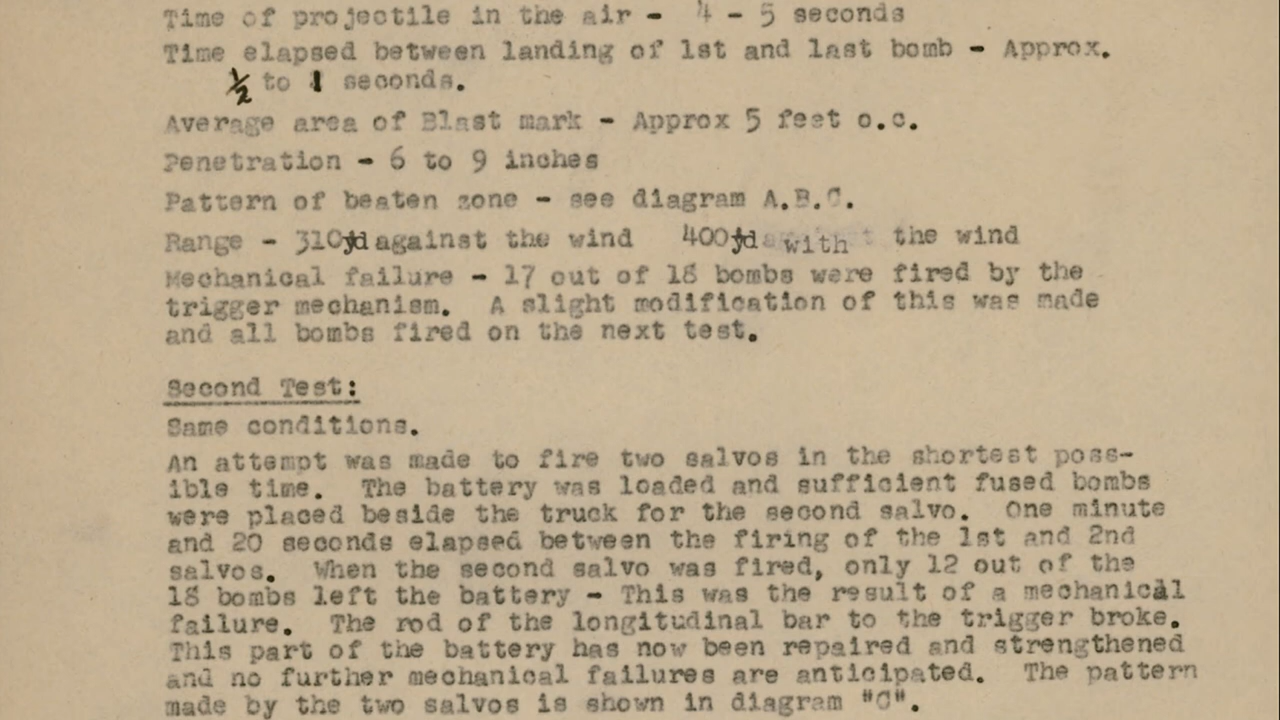 Time of projectile in the air - 4 - 5 seconds
Time elapsed between landing of 1st and last bomb - Approx.
½ to 1 seconds.
Average area of Blast mark - Approx 5 feet o.c.
Penetration - 6 to 9 inches
Pattern of beaten zone - see diagram A.B.C.
Range - 310yd against the wind 400yd with the wind
Mechanical failure - 17 out of 18 bombs were fired by the
trigger mechanism. A slight modification of this was made
and all bombs fired on the next test.
Second Test:
Same conditions.
An attempt was made to fire two salvos in the shortest poss-
ible time. The battery was loaded and sufficient fused bombs
were placed beside the truck for the second salvo. One minute
and 20 seconds elapsed between the firing of the 1st and 2nd
salvos. When the second salvo was fired, only 12 out of the
18 bombs left the battery - This was the result of a mechanical
failure. The rod of the longitudinal bar to the trigger broke.
This part of the battery has now been repaired and strengthened
and no further mechanical failures are anticipated. The pattern
made by the two salvos is shown in diagram "C".